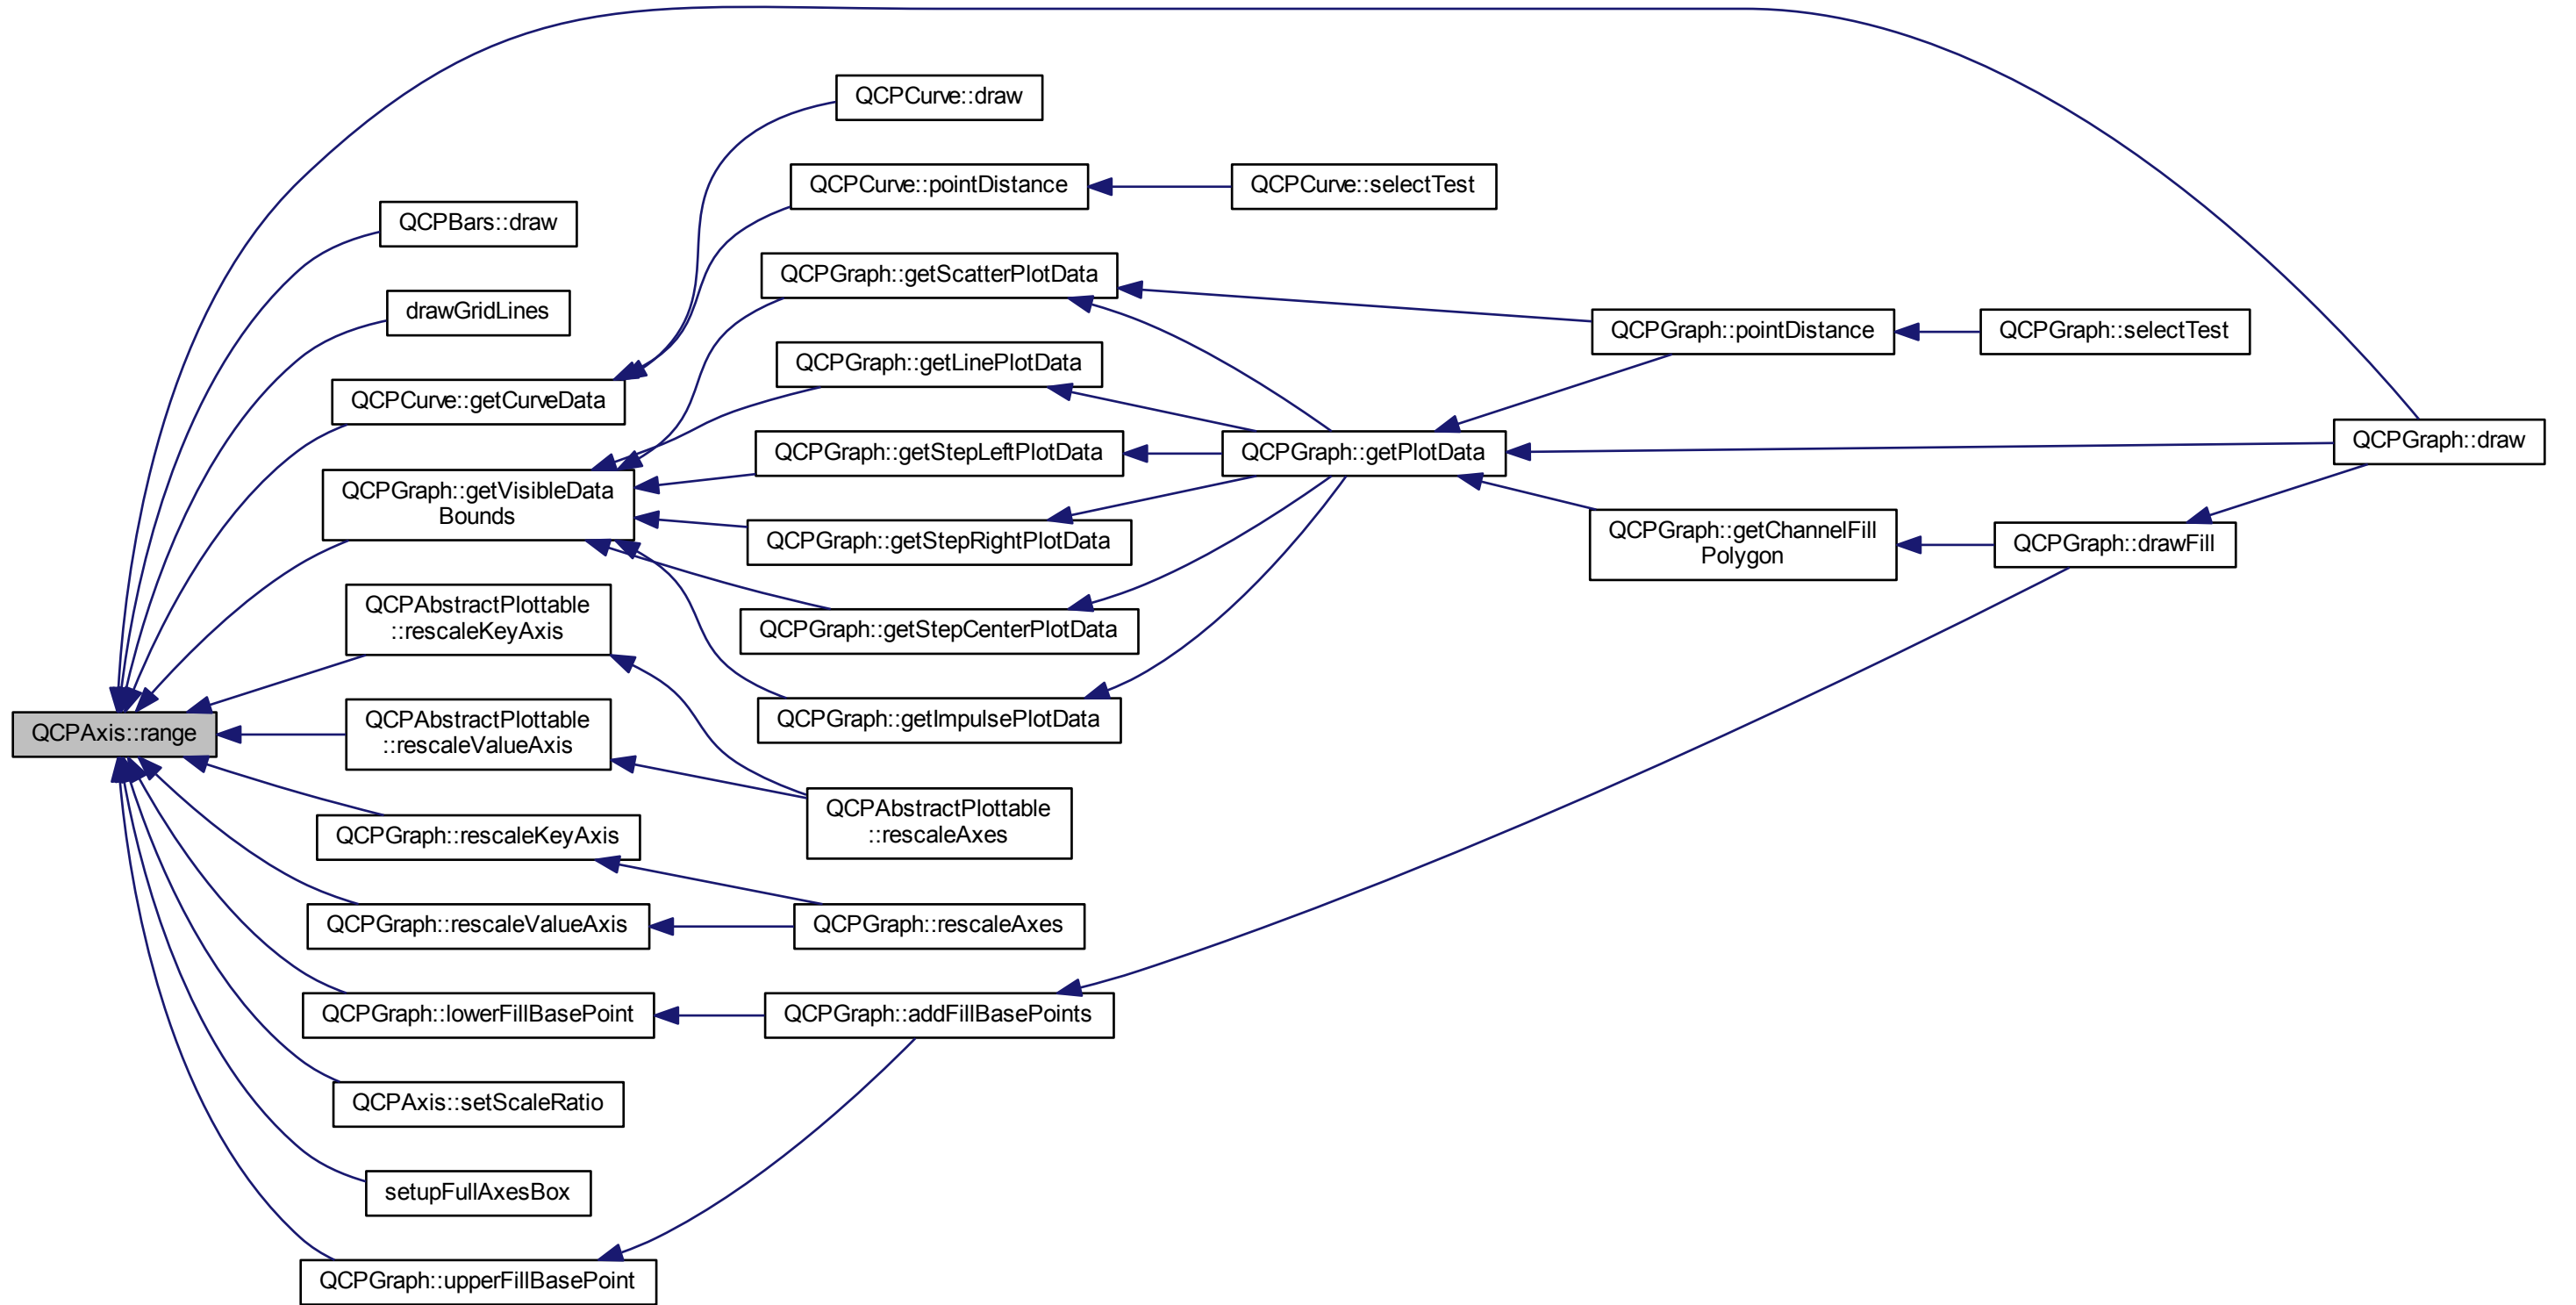 QCPCurve::draw
QCPCurve::pointDistance
QCPCurve::selectTest
QCPBars::draw
QCPGraph::getScatterPlotData
drawGridLines
QCPGraph::pointDistance
QCPGraph::selectTest
QCPGraph::getLinePlotData
QCPCurve::getCurveData
QCPGraph::draw
QCPGraph::getStepLeftPlotData
QCPGraph::getPlotData
QCPGraph::getVisibleData
Bounds
QCPGraph::getStepRightPlotData
QCPGraph::getChannelFill
Polygon
QCPGraph::drawFill
QCPAbstractPlottable
::rescaleKeyAxis
QCPGraph::getStepCenterPlotData
QCPAbstractPlottable
::rescaleValueAxis
QCPGraph::getImpulsePlotData
QCPAxis::range
QCPAbstractPlottable
::rescaleAxes
QCPGraph::rescaleKeyAxis
QCPGraph::rescaleValueAxis
QCPGraph::rescaleAxes
QCPGraph::lowerFillBasePoint
QCPGraph::addFillBasePoints
QCPAxis::setScaleRatio
setupFullAxesBox
QCPGraph::upperFillBasePoint